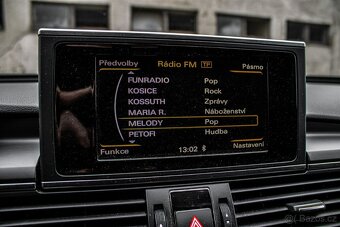 Předvolby Rádio FM TP Pásmo
FUNRADIO Pop
KOSICE Rock
KOSSUTH Zprávy
MARIA R. Náboženství
MELODY Pop
PETOFI Hudba
Funkce 13:02 Nastavení